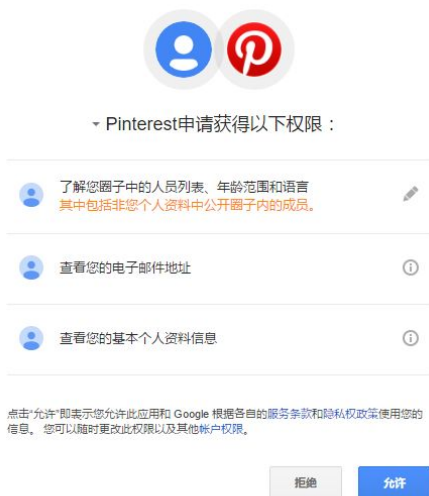 Pinterest申请获得以下权限：
了解您圈子中的人员列表、年龄范围和语言
其中包括非您个人资料中公开圈子内的成员。
查看您的电子邮件地址
查看您的基本个人资料信息
点击“允许”即表示您允许此应用和 Google 根据各自的服务条款和隐私权政策使用您的
信息。 您可以随时更改此权限以及其他帐户权限。
拒绝
允许